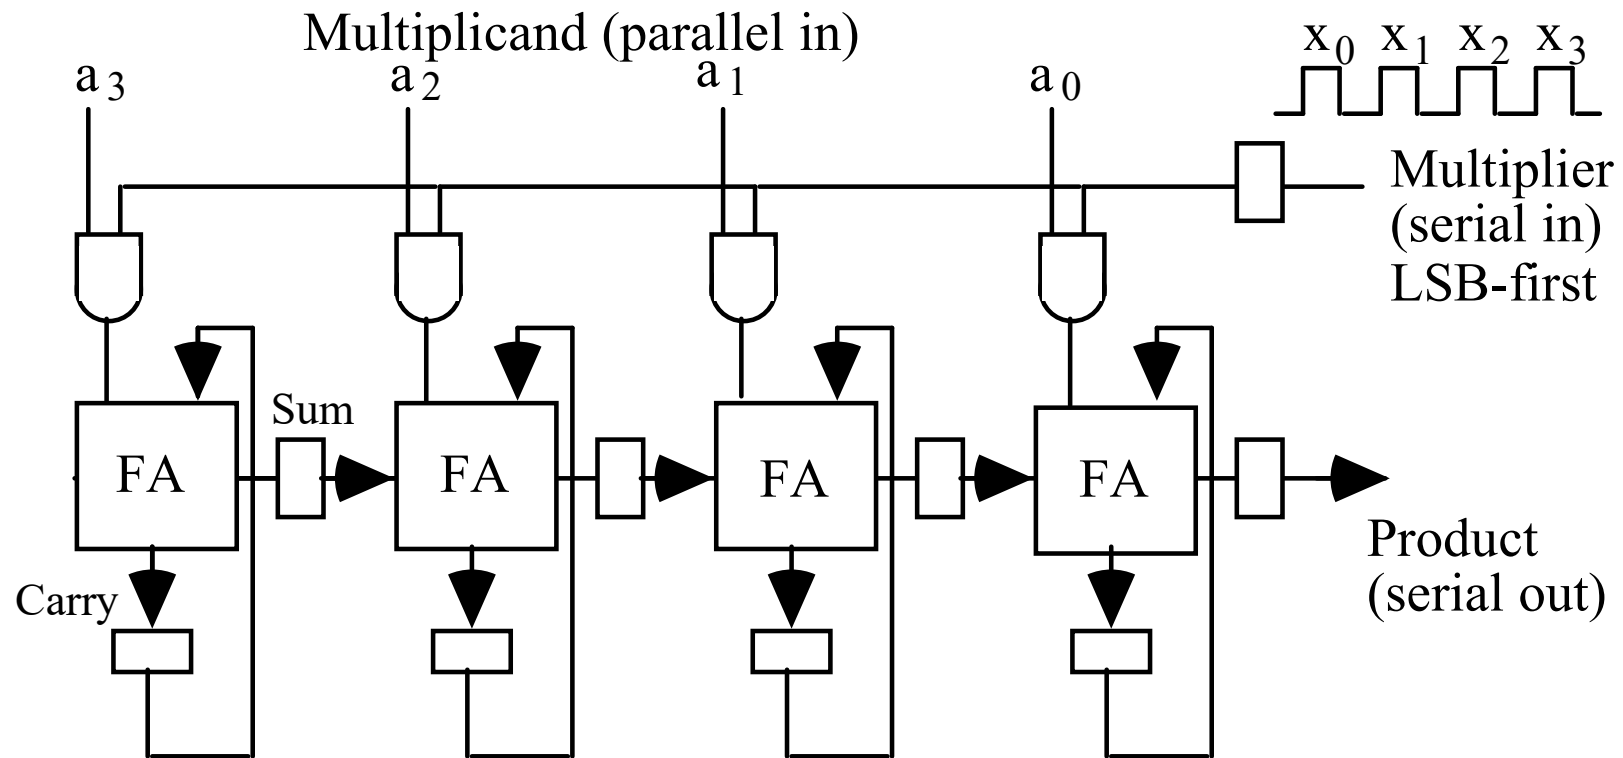 Multiplicand (parallel in)
a3 a2 a1 a0
x0 x1 x2 x3
Multiplier
(serial in)
LSB-first
Sum
FA FA FA FA
Carry
Product
(serial out)